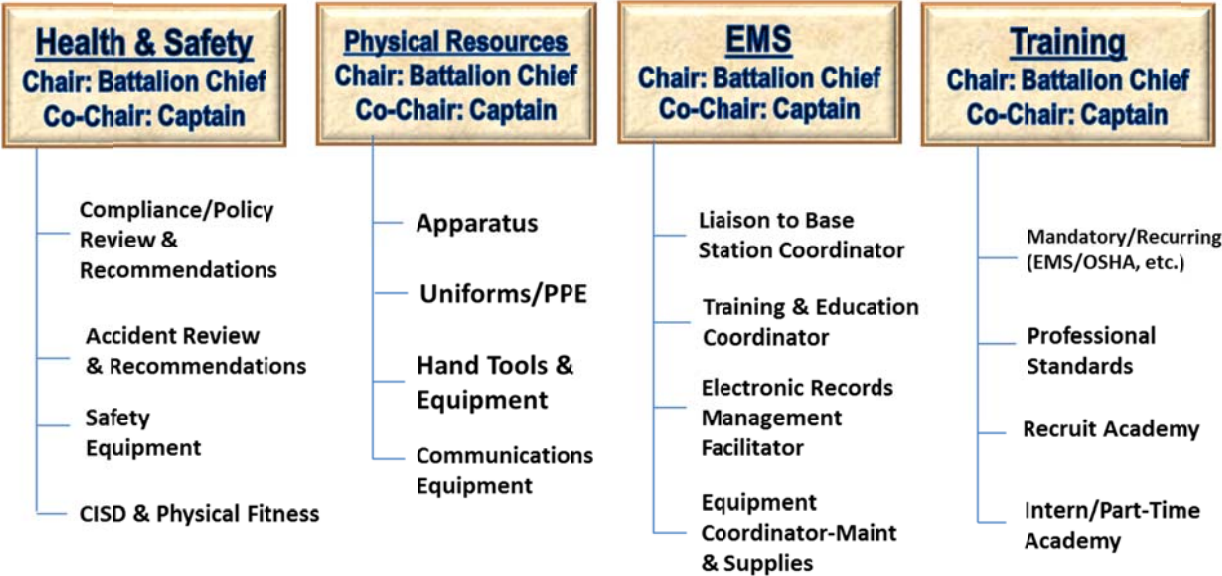 Health & Safety
Chair: Battalion Chief
Co-Chair: Captain
Compliance/Policy
Review &
Recommendations
Accident Review
& Recommendations
Safety
Equipment
CISD & Physical Fitness
Physical Resources
Chair: Battalion Chief
Co-Chair: Captain
Apparatus
Uniforms/PPE
Hand Tools &
Equipment
Communications
Equipment
EMS
Chair: Battalion Chief
Co-Chair: Captain
Liaison to Base
Station Coordinator
Training & Education
Coordinator
Electronic Records
Management
Facilitator
Equipment
Coordinator-Maint
& Supplies
Training
Chair: Battalion Chief
Co-Chair: Captain
Mandatory/Recurring
(EMS/OSHA, etc.)
Professional
Standards
Recruit Academy
Intern/Part-Time
Academy